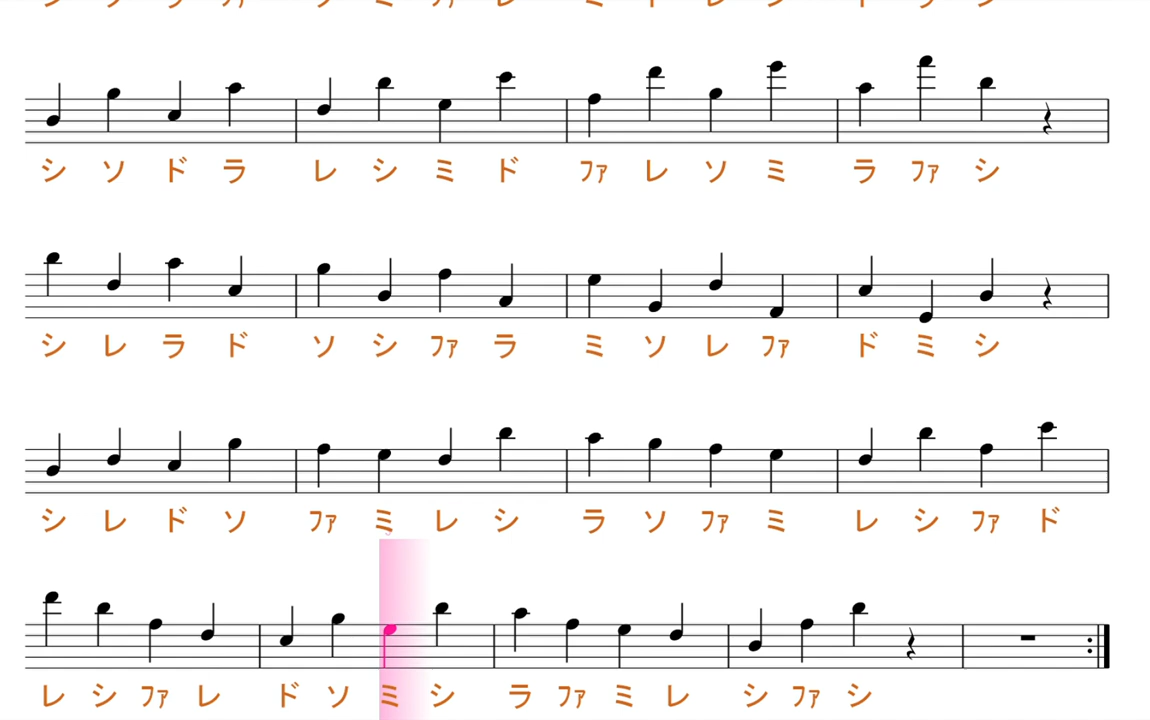 シ ソ ド ラ レ シ ミ ド ファ レ ソ ミ ラ ファ シ
シ レ ラ ド ソ シ ファ ラ ミ ソ レ ファ ド ミ シ
シ レ ド ソ ファ ミ レ シ ラ ソ ファ ミ レ シ ファ ド
レ シ ファ レ ド ソ ミ シ ラ ファ ミ レ シ ファ シ